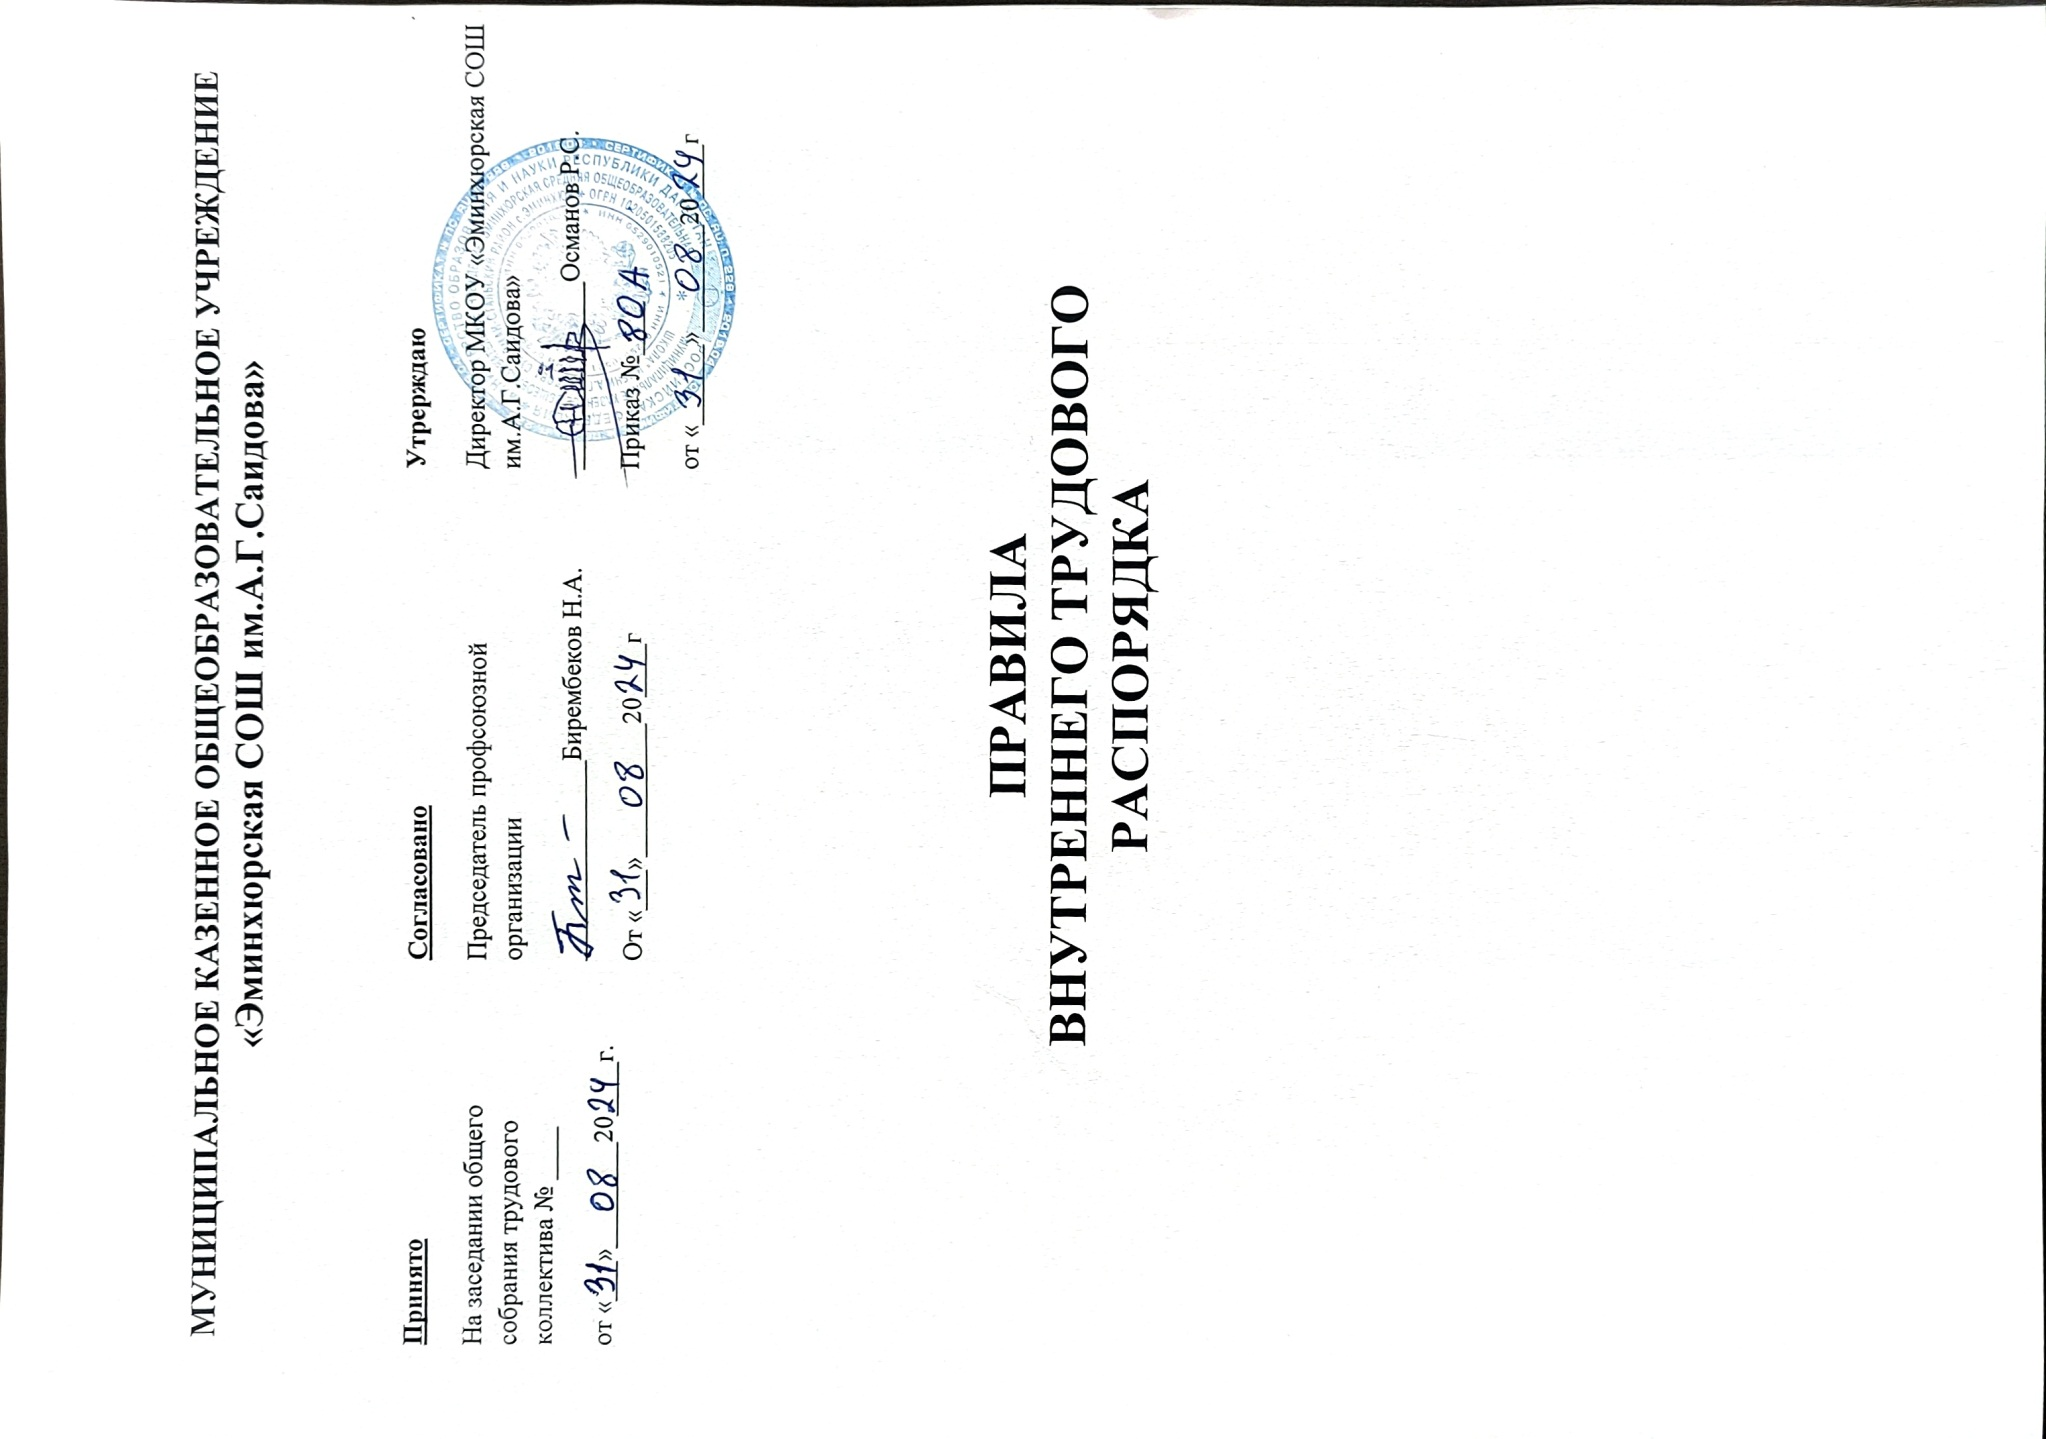 МУНИЦИПАЛЬНОЕ КАЗЕННОЕ ОБЩЕОБРАЗОВАТЕЛЬНОЕ УЧРЕЖДЕНИЕ
«Эминхюрская СОШ им.А.Г.Саидова»
Принято
На заседании общего
собрания трудового
коллектива № ____
от «31» 08 2024 г.
Согласовано
Председатель профсоюзной
организации
Бирембеков Н.А.
От «31» 08 2024 г
Утверждаю
Директор МКОУ «Эминхюрская СОШ
им.А.Г.Саидова»
Османов Р.С.
Приказ № 80А
от «31» 08 2024 г
ПРАВИЛА
ВНУТРЕННЕГО ТРУДОВОГО
РАСПОРЯДКА